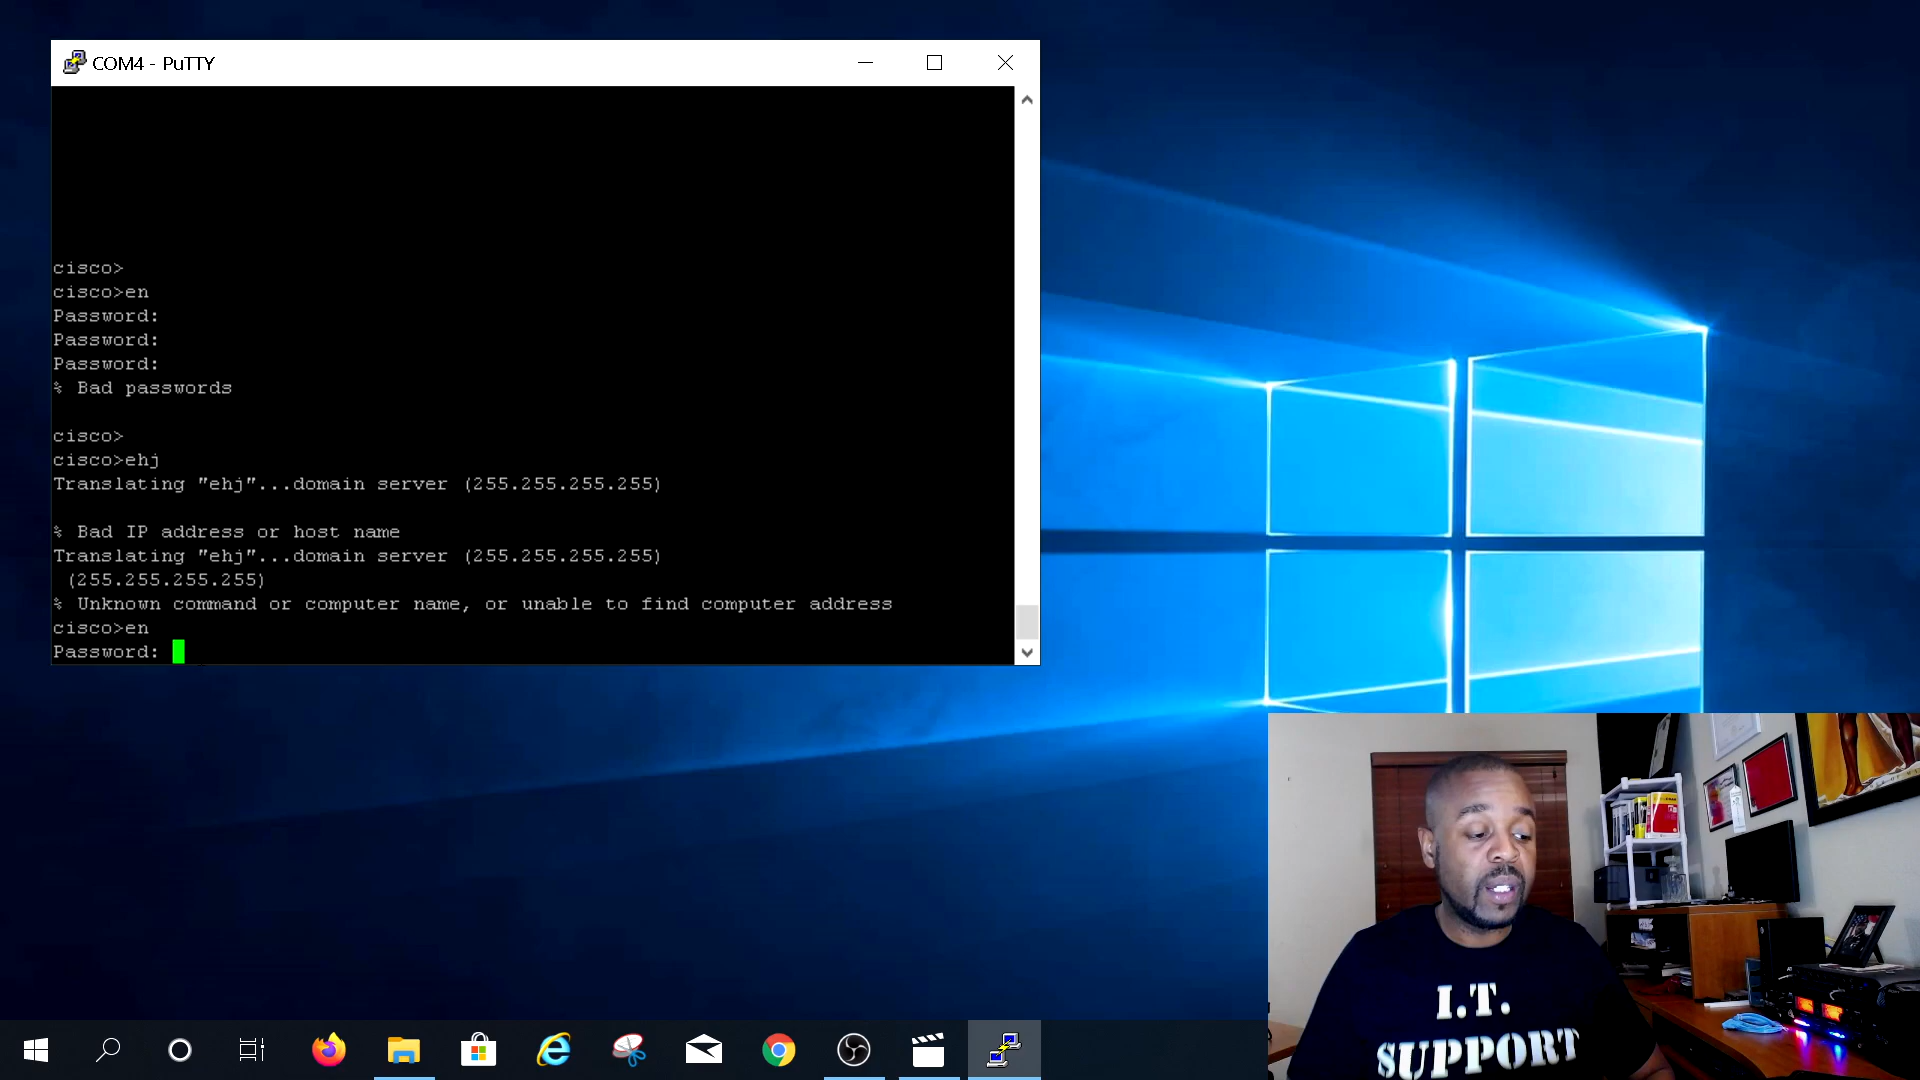 COM4 - PuTTY
cisco>
cisco>en
Password:
Password:
Password:
% Bad passwords
cisco>
cisco>ehj
Translating "ehj"...domain server (255.255.255.255)
% Bad IP address or host name
Translating "ehj"...domain server (255.255.255.255)
(255.255.255.255)
% Unknown command or computer name, or unable to find computer address
cisco>en
Password:
I.T.
SUPPORT